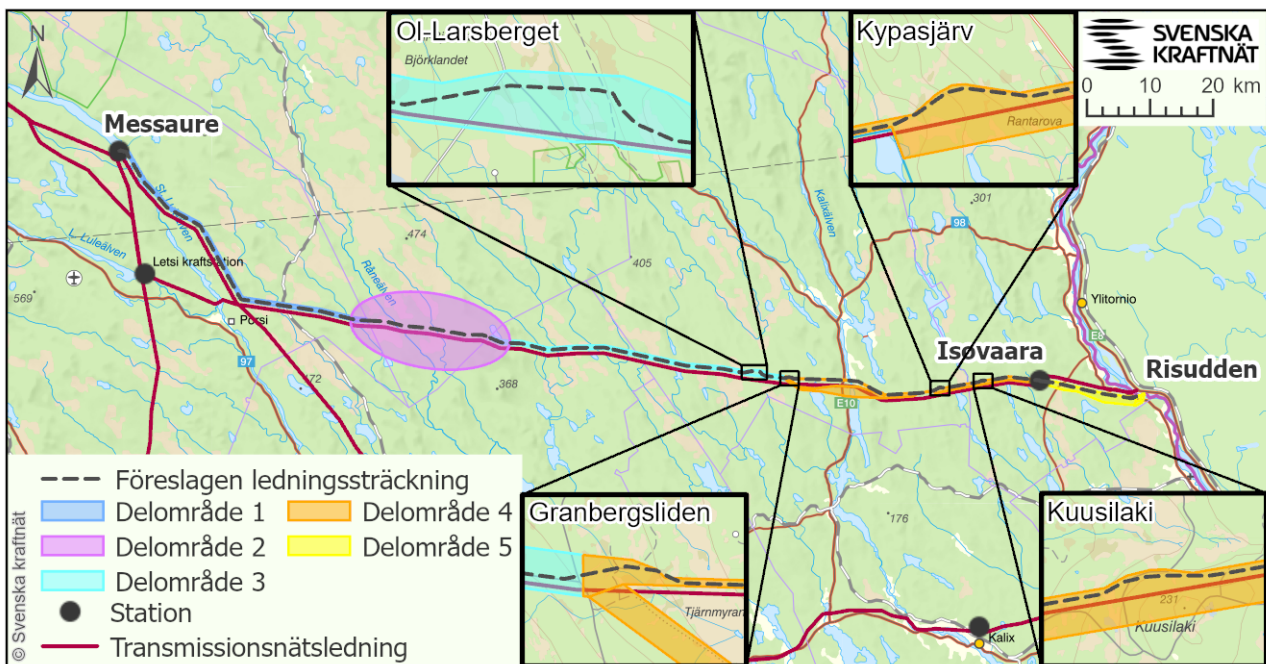 Ol-Larsberget
Björklandet
Kypasjärv
Rantarova
SVENSKA
KRAFTNÄT
0 10 20 km
N
Messaure
St. Luleälven
L. Luleälven
Letsi kraftstation
Porsi
97
569
172
Råneälven
474
405
368
Kalixälven
301
98
Ylitornio
E8
Isovaara
Risudden
E10
176
Kalix
Granbergsliden
Tjärnmyran
Kuusilaki
231
Kuusilaki
Föreslagen ledningssträckning
Delområde 1
Delområde 4
Delområde 2
Delområde 5
Delområde 3
Station
Transmissionsnätsledning
© Svenska kraftnät